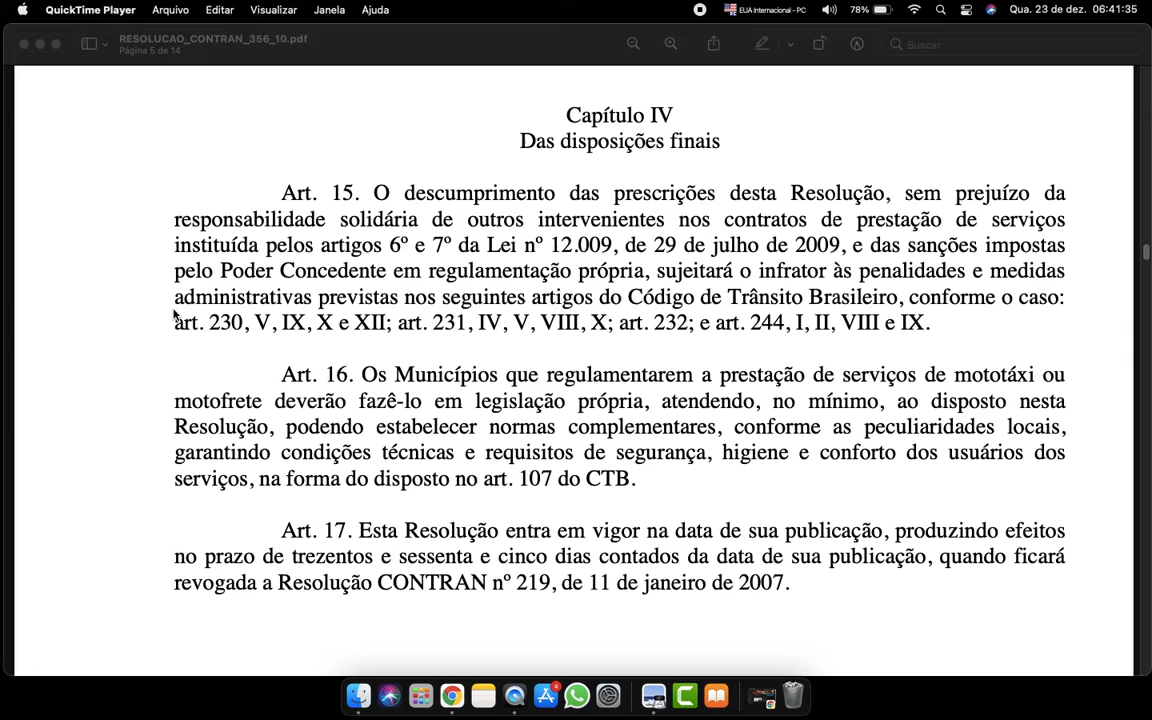 QuickTime Player Arquivo Editar Visualizar Janela Ajuda EUA Internacional - PC 78% Qua. 23 de dez. 06:41:35
RESOLUCAO_CONTRAN_356_10.pdf
Página 5 de 14
Buscar
Capítulo IV
Das disposições finais
Art. 15. O descumprimento das prescrições desta Resolução, sem prejuízo da
responsabilidade solidária de outros intervenientes nos contratos de prestação de serviços
instituída pelos artigos 6º e 7º da Lei nº 12.009, de 29 de julho de 2009, e das sanções impostas
pelo Poder Concedente em regulamentação própria, sujeitará o infrator às penalidades e medidas
administrativas previstas nos seguintes artigos do Código de Trânsito Brasileiro, conforme o caso:
art. 230, V, IX, X e XII; art. 231, IV, V, VIII, X; art. 232; e art. 244, I, II, VIII e IX.
Art. 16. Os Municípios que regulamentarem a prestação de serviços de mototáxi ou
motofrete deverão fazê-lo em legislação própria, atendendo, no mínimo, ao disposto nesta
Resolução, podendo estabelecer normas complementares, conforme as peculiaridades locais,
garantindo condições técnicas e requisitos de segurança, higiene e conforto dos usuários dos
serviços, na forma do disposto no art. 107 do CTB.
Art. 17. Esta Resolução entra em vigor na data de sua publicação, produzindo efeitos
no prazo de trezentos e sessenta e cinco dias contados da data de sua publicação, quando ficará
revogada a Resolução CONTRAN nº 219, de 11 de janeiro de 2007.
4